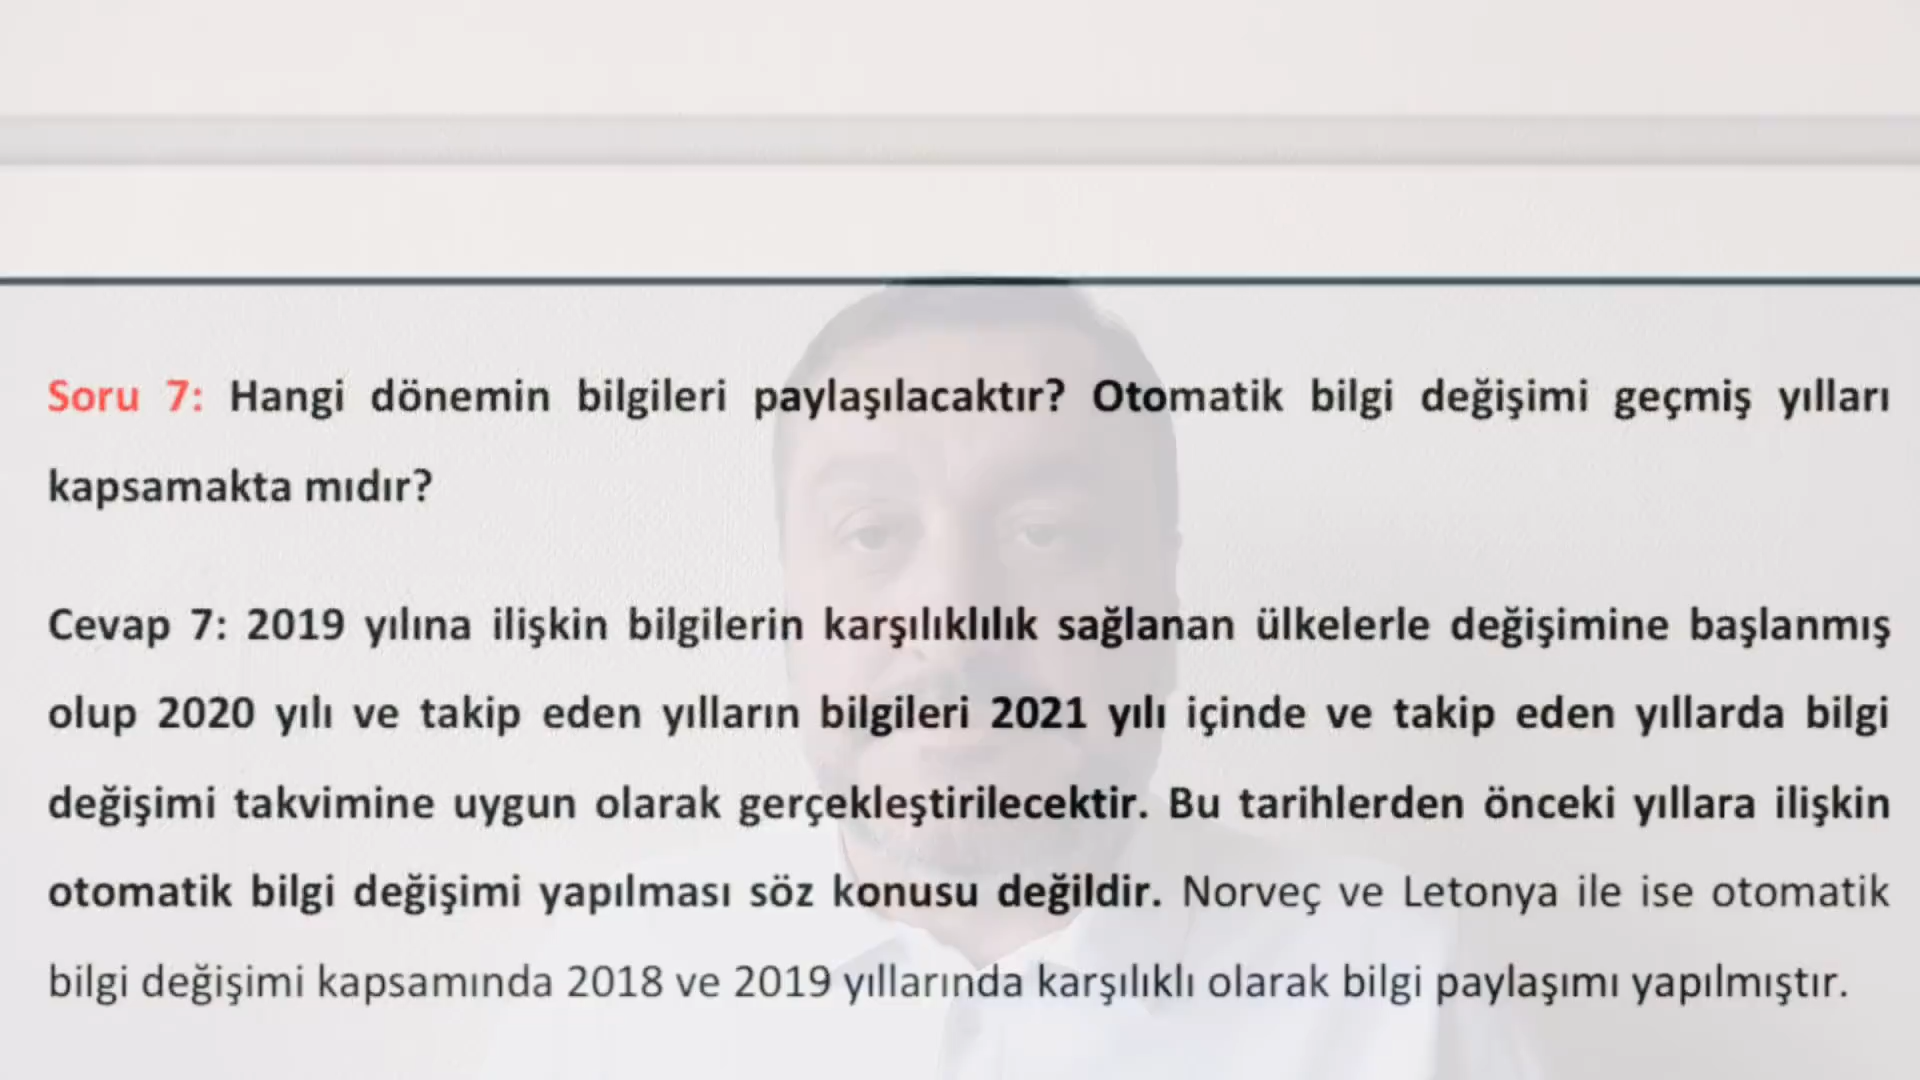 Soru 7: Hangi dönemin bilgileri paylaşılacaktır? Otomatik bilgi değişimi geçmiş yılları
kapsamakta mıdır?
Cevap 7: 2019 yılına ilişkin bilgilerin karşılıklılık sağlanan ülkelerle değişimine başlanmış
olup 2020 yılı ve takip eden yılların bilgileri 2021 yılı içinde ve takip eden yıllarda bilgi
değişimi takvimine uygun olarak gerçekleştirilecektir. Bu tarihlerden önceki yıllara ilişkin
otomatik bilgi değişimi yapılması söz konusu değildir. Norveç ve Letonya ile ise otomatik
bilgi değişimi kapsamında 2018 ve 2019 yıllarında karşılıklı olarak bilgi paylaşımı yapılmıştır.